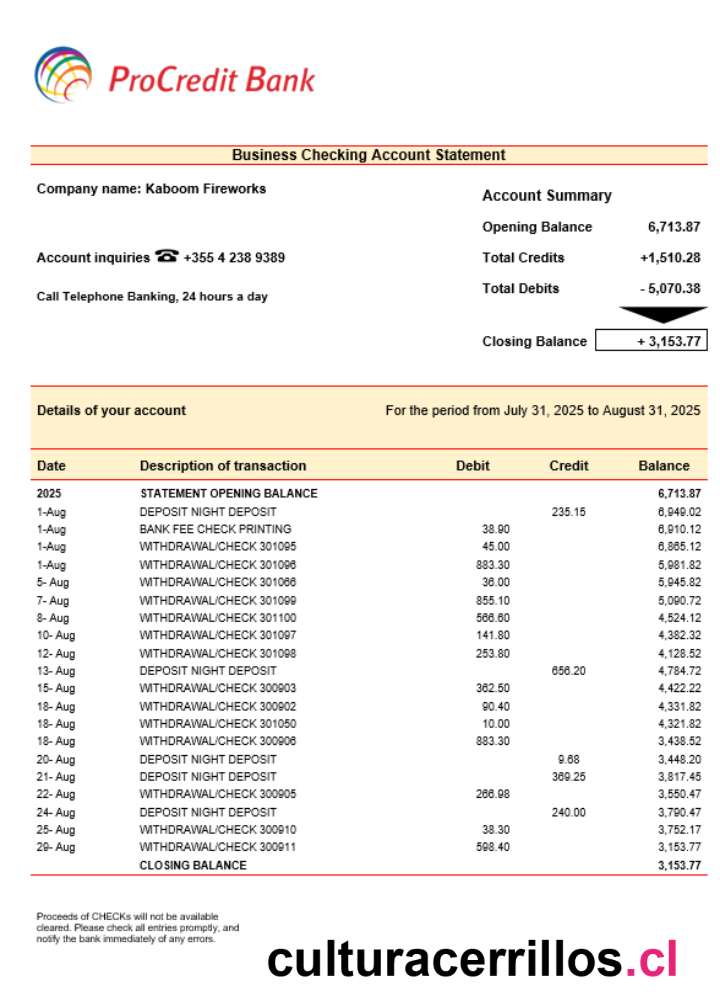 ProCredit Bank
Business Checking Account Statement
Company name: Kaboom Fireworks
Account inquiries ☎ +355 4 238 9389
Call Telephone Banking, 24 hours a day
Account Summary
Opening Balance 6,713.87
Total Credits +1,510.28
Total Debits - 5,070.38
Closing Balance + 3,153.77
Details of your account For the period from July 31, 2025 to August 31, 2025
Date Description of transaction Debit Credit Balance
2025 STATEMENT OPENING BALANCE 6,713.87
1-Aug DEPOSIT NIGHT DEPOSIT 235.15 6,949.02
1-Aug BANK FEE CHECK PRINTING 38.90 6,910.12
1-Aug WITHDRAWAL/CHECK 301095 45.00 6,865.12
1-Aug WITHDRAWAL/CHECK 301096 883.30 5,981.82
5- Aug WITHDRAWAL/CHECK 301066 36.00 5,945.82
7- Aug WITHDRAWAL/CHECK 301099 855.10 5,090.72
8- Aug WITHDRAWAL/CHECK 301100 566.60 4,524.12
10- Aug WITHDRAWAL/CHECK 301097 141.80 4,382.32
12- Aug WITHDRAWAL/CHECK 301098 253.80 4,128.52
13- Aug DEPOSIT NIGHT DEPOSIT 656.20 4,784.72
15- Aug WITHDRAWAL/CHECK 300903 362.50 4,422.22
18- Aug WITHDRAWAL/CHECK 300902 90.40 4,331.82
18- Aug WITHDRAWAL/CHECK 301050 10.00 4,321.82
18- Aug WITHDRAWAL/CHECK 300906 883.30 3,438.52
20- Aug DEPOSIT NIGHT DEPOSIT 9.68 3,448.20
21- Aug DEPOSIT NIGHT DEPOSIT 369.25 3,817.45
22- Aug WITHDRAWAL/CHECK 300905 266.98 3,550.47
24- Aug DEPOSIT NIGHT DEPOSIT 240.00 3,790.47
25- Aug WITHDRAWAL/CHECK 300910 38.30 3,752.17
29- Aug WITHDRAWAL/CHECK 300911 598.40 3,153.77
CLOSING BALANCE 3,153.77
Proceeds of CHECKs will not be available
cleared. Please check all entries promptly, and
notify the bank immediately of any errors.
culturacerrillos.cl